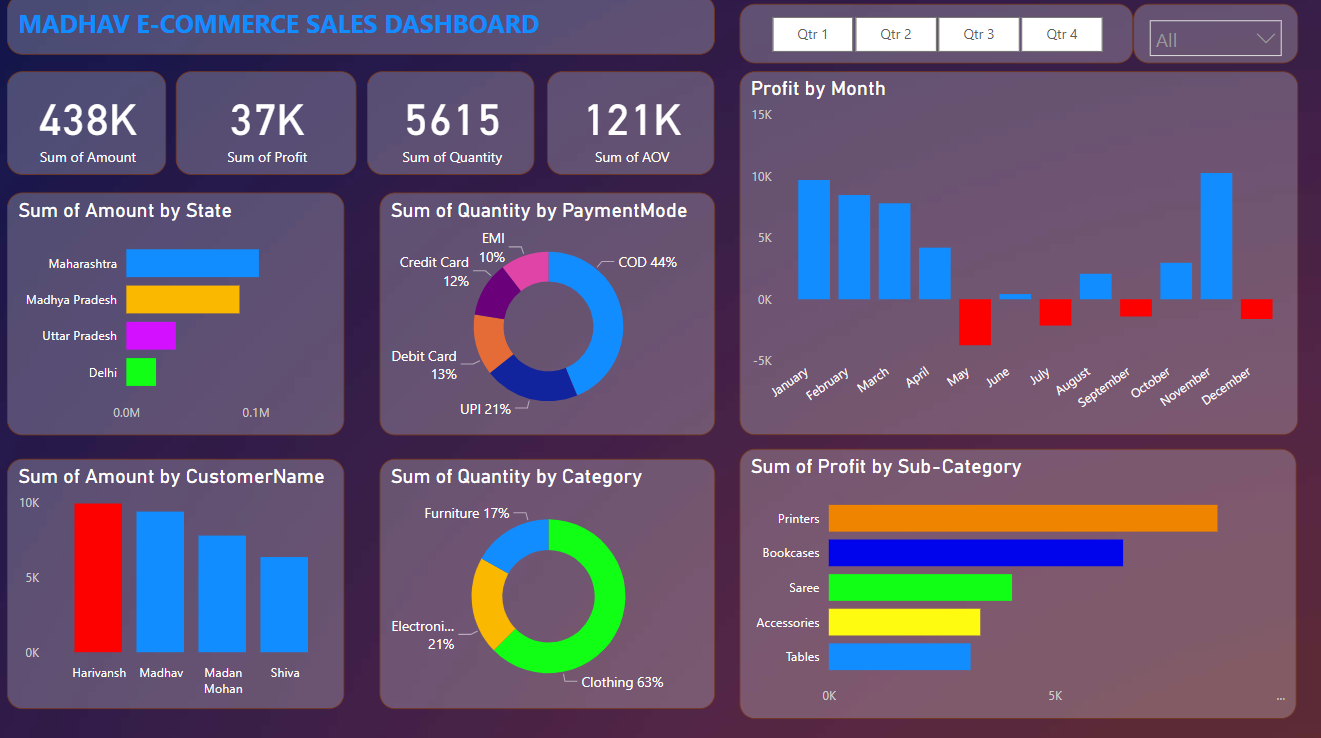 MADHAV E-COMMERCE SALES DASHBOARD
Qtr 1
Qtr 2
Qtr 3
Qtr 4
All
438K
Sum of Amount
37K
Sum of Profit
5615
Sum of Quantity
121K
Sum of AOV
Profit by Month
15K
10K
5K
0K
-5K
January
February
March
April
May
June
July
August
September
October
November
December
Sum of Amount by State
Maharashtra
Madhya Pradesh
Uttar Pradesh
Delhi
0.0M
0.1M
Sum of Quantity by PaymentMode
EMI
10%
Credit Card
12%
COD 44%
Debit Card
13%
UPI 21%
Sum of Amount by CustomerName
10K
5K
0K
Harivansh
Madhav
Madan
Mohan
Shiva
Sum of Quantity by Category
Furniture 17%
Electroni...
21%
Clothing 63%
Sum of Profit by Sub-Category
Printers
Bookcases
Saree
Accessories
Tables
0K
5K
...